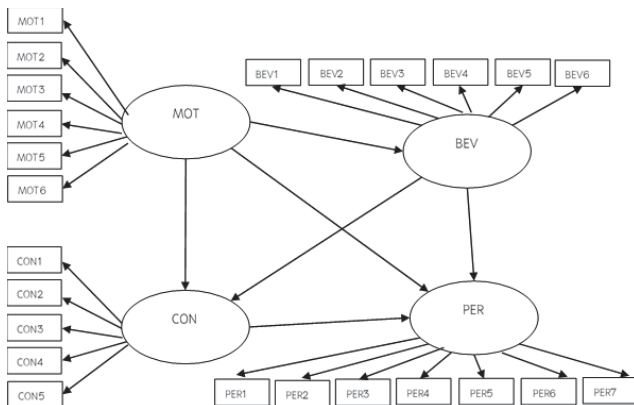 MOT1
MOT2
MOT3
MOT4
MOT5
MOT6
MOT
BEV1
BEV2
BEV3
BEV4
BEV5
BEV6
BEV
CON1
CON2
CON3
CON4
CON5
CON
PER
PER1
PER2
PER3
PER4
PER5
PER6
PER7